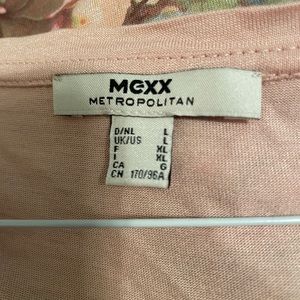 MEXX
METROPOLITAN
D/NL L
UK/US L
F XL
I XL
CA G
CN 170/96A